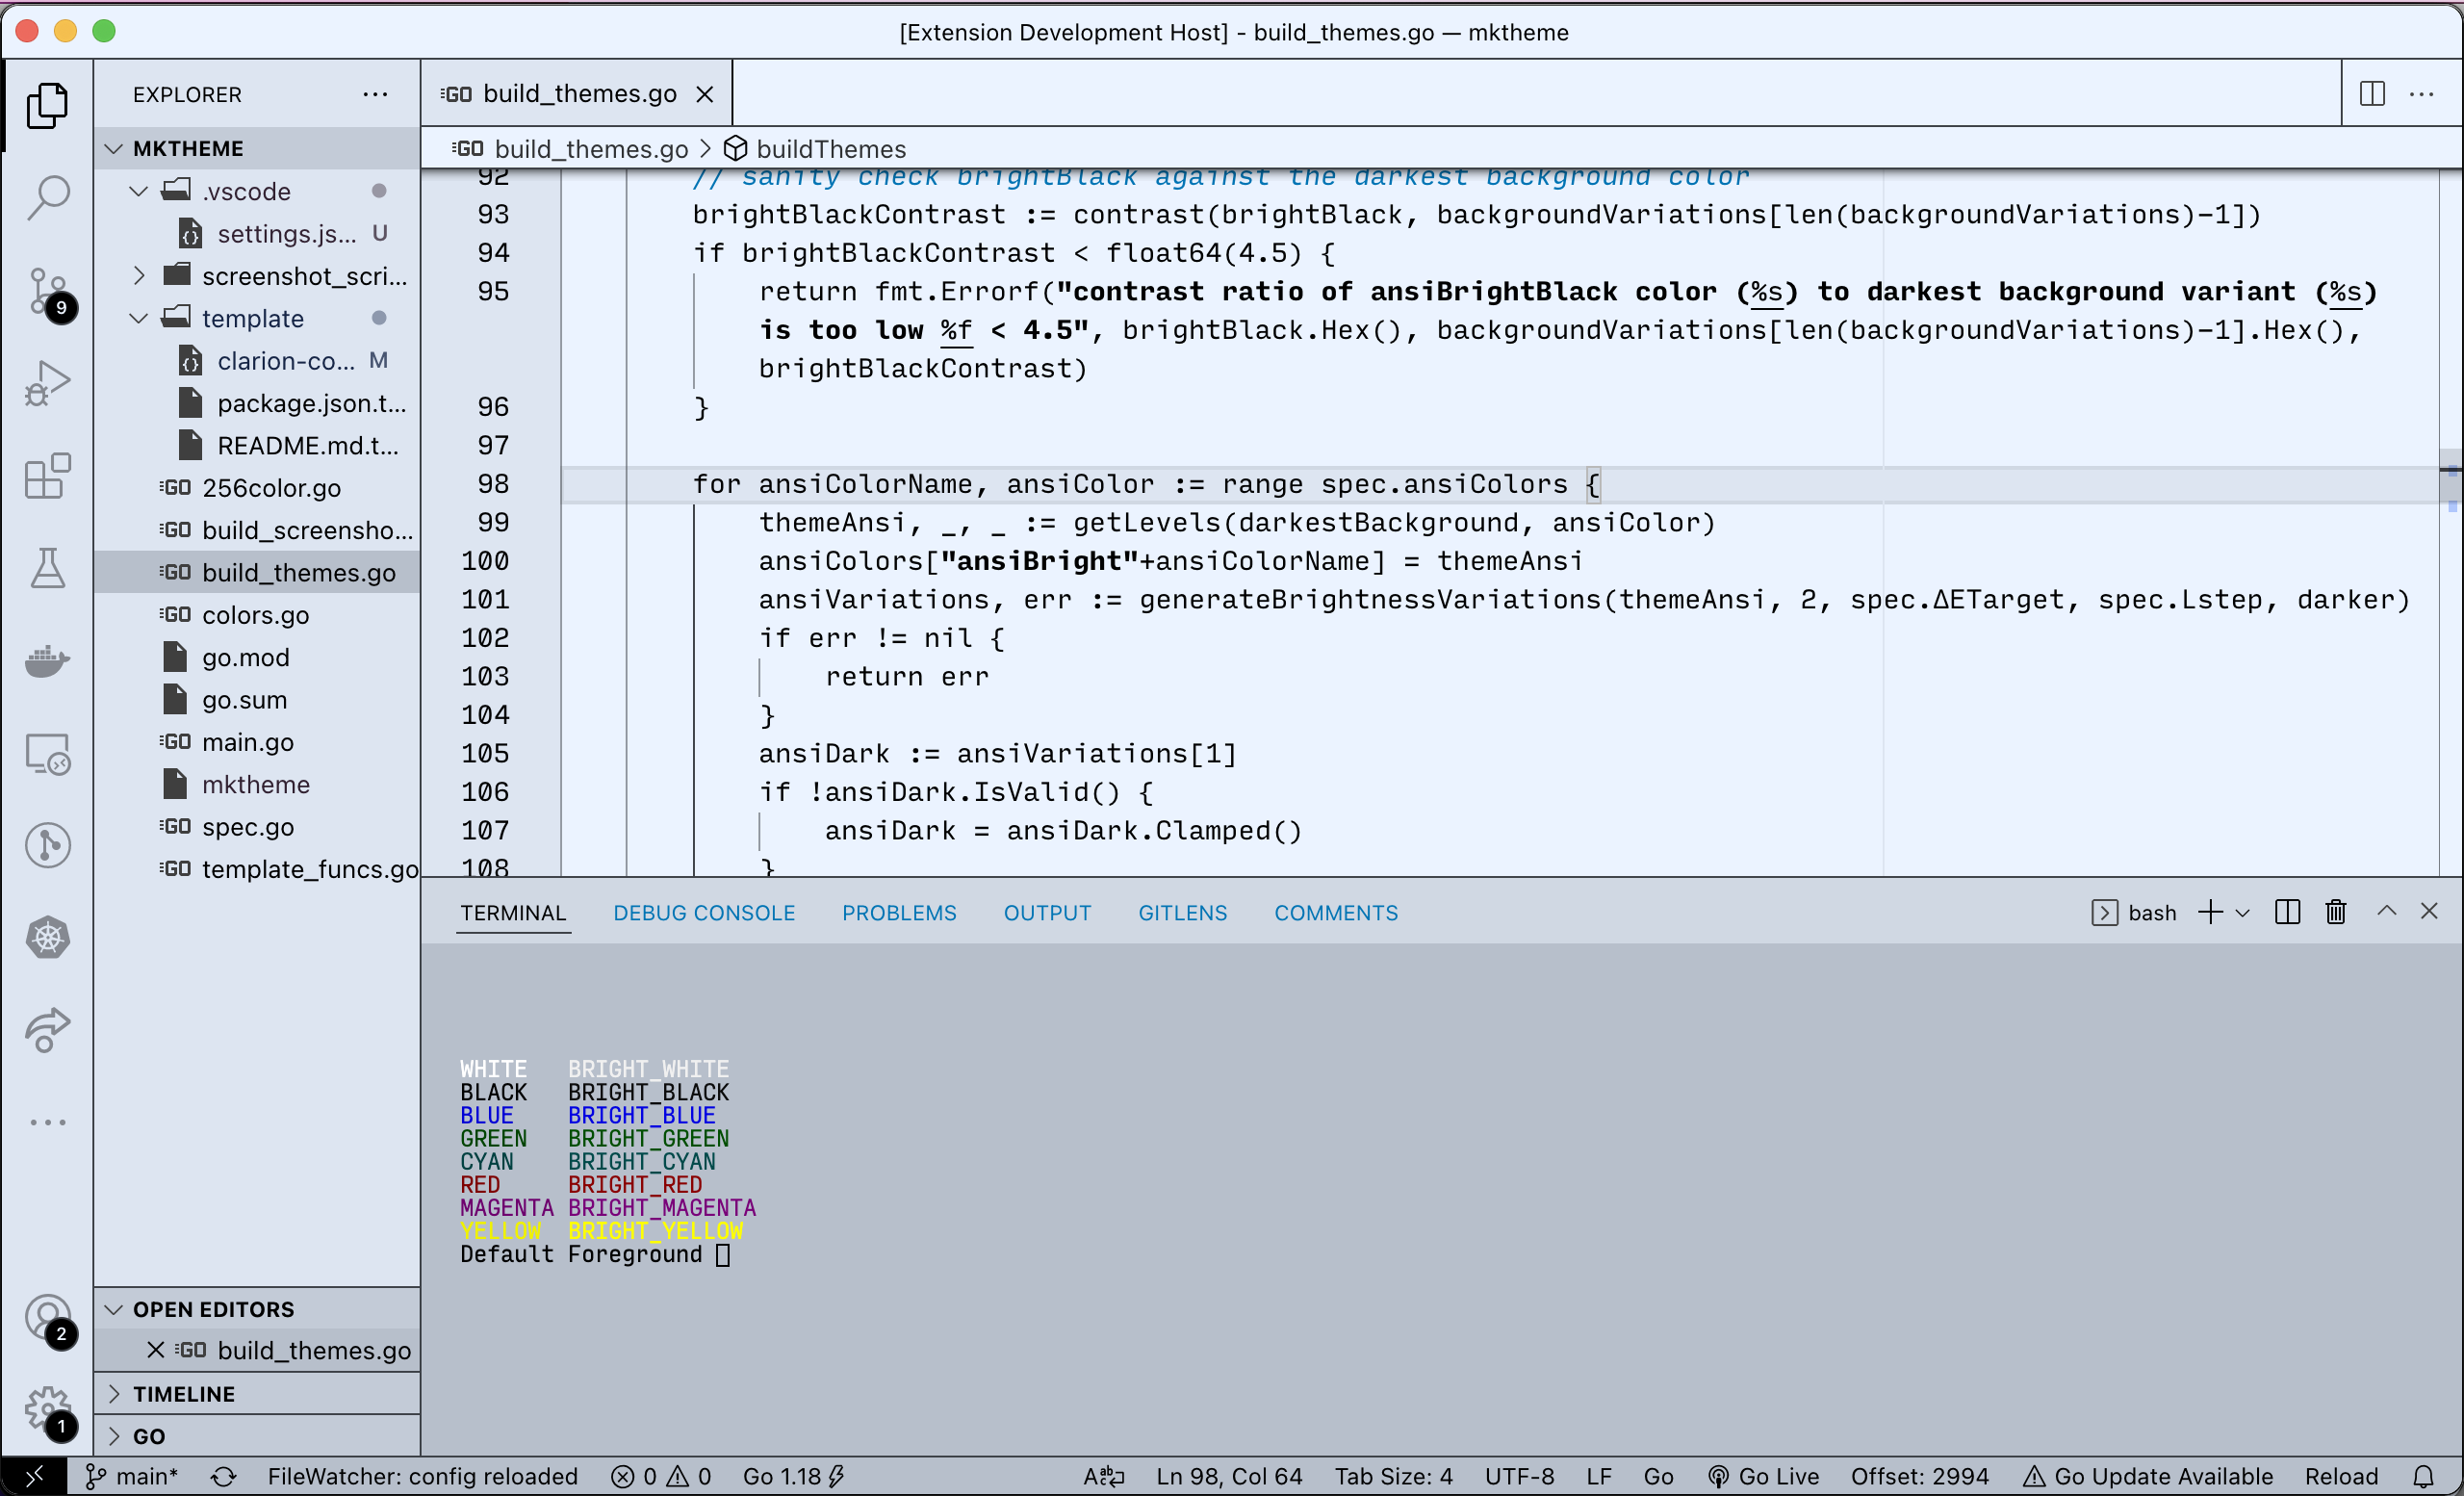 [Extension Development Host] - build_themes.go — mktheme
EXPLORER
MKTHEME
.vscode
settings.js... U
screenshot_scri...
template
clarion-co... M
package.json.t...
README.md.t...
GO 256color.go
GO build_screensho...
GO build_themes.go
GO colors.go
go.mod
go.sum
GO main.go
mktheme
GO spec.go
GO template_funcs.go
OPEN EDITORS
GO build_themes.go
TIMELINE
GO
9
2
1
GO build_themes.go
GO build_themes.go > buildThemes
92 // sanity check brightBlack against the darkest background color
93 brightBlackContrast := contrast(brightBlack, backgroundVariations[len(backgroundVariations)-1])
94 if brightBlackContrast < float64(4.5) {
95 return fmt.Errorf("contrast ratio of ansiBrightBlack color (%s) to darkest background variant (%s)
is too low %f < 4.5", brightBlack.Hex(), backgroundVariations[len(backgroundVariations)-1].Hex(),
brightBlackContrast)
96 }
97
98 for ansiColorName, ansiColor := range spec.ansiColors {
99 themeAnsi, _, _ := getLevels(darkestBackground, ansiColor)
100 ansiColors["ansiBright"+ansiColorName] = themeAnsi
101 ansiVariations, err := generateBrightnessVariations(themeAnsi, 2, spec.ΔETarget, spec.Lstep, darker)
102 if err != nil {
103 return err
104 }
105 ansiDark := ansiVariations[1]
106 if !ansiDark.IsValid() {
107 ansiDark = ansiDark.Clamped()
108 }
TERMINAL DEBUG CONSOLE PROBLEMS OUTPUT GITLENS COMMENTS bash
WHITE BRIGHT_WHITE
BLACK BRIGHT_BLACK
BLUE BRIGHT_BLUE
GREEN BRIGHT_GREEN
CYAN BRIGHT_CYAN
RED BRIGHT_RED
MAGENTA BRIGHT_MAGENTA
YELLOW BRIGHT_YELLOW
Default Foreground
main* FileWatcher: config reloaded 0 0 Go 1.18 Ln 98, Col 64 Tab Size: 4 UTF-8 LF Go Go Live Offset: 2994 Go Update Available Reload